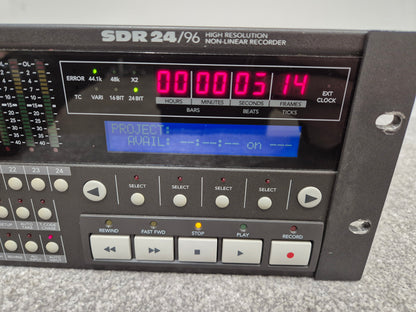 SDR 24/96 HIGH RESOLUTION
NON-LINEAR RECORDER
OL OL
ERROR 44.1k 48k X2
TC VARI 16 BIT 24 BIT
00:00:03 14
HOURS MINUTES SECONDS FRAMES
BARS BEATS TICKS
EXT
CLOCK
PROJECT:
AVAIL: --:--:-- on ---
22 23 24
SELECT SELECT SELECT SELECT
REWIND FAST FWD STOP PLAY RECORD